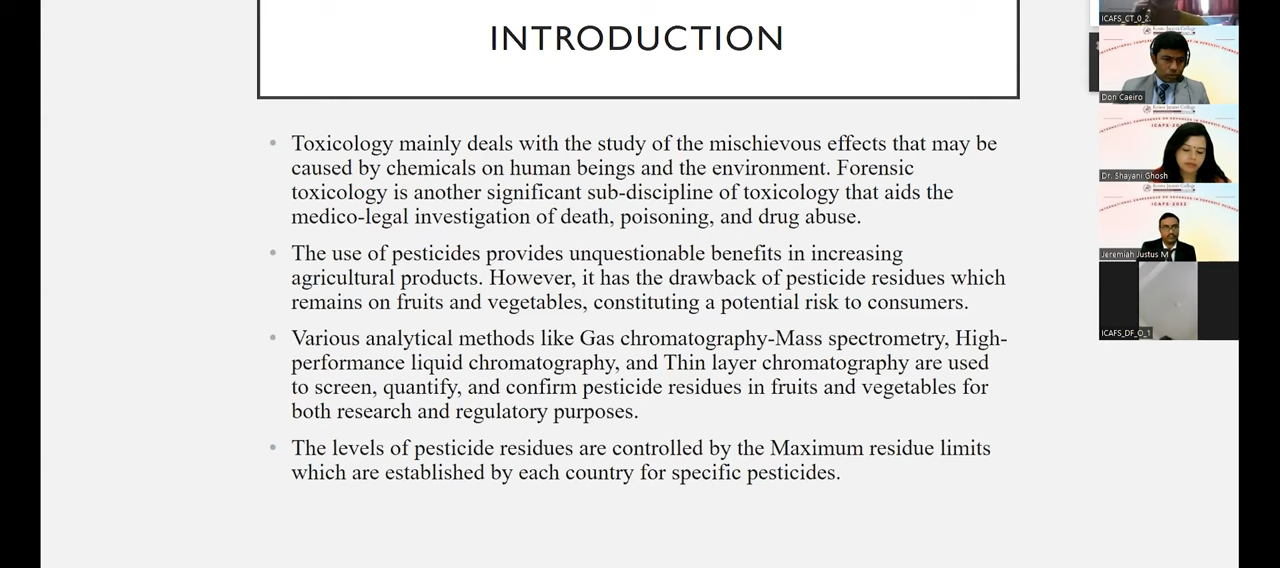 INTRODUCTION
• Toxicology mainly deals with the study of the mischievous effects that may be
caused by chemicals on human beings and the environment. Forensic
toxicology is another significant sub-discipline of toxicology that aids the
medico-legal investigation of death, poisoning, and drug abuse.
• The use of pesticides provides unquestionable benefits in increasing
agricultural products. However, it has the drawback of pesticide residues which
remains on fruits and vegetables, constituting a potential risk to consumers.
• Various analytical methods like Gas chromatography-Mass spectrometry, High-
performance liquid chromatography, and Thin layer chromatography are used
to screen, quantify, and confirm pesticide residues in fruits and vegetables for
both research and regulatory purposes.
• The levels of pesticide residues are controlled by the Maximum residue limits
which are established by each country for specific pesticides.
ICAFS_CT_0_2.
Don Caeiro
Dr. Shayani Ghosh
ICAFS-2022
Jeremiah Justus M
ICAFS_DF_O_1